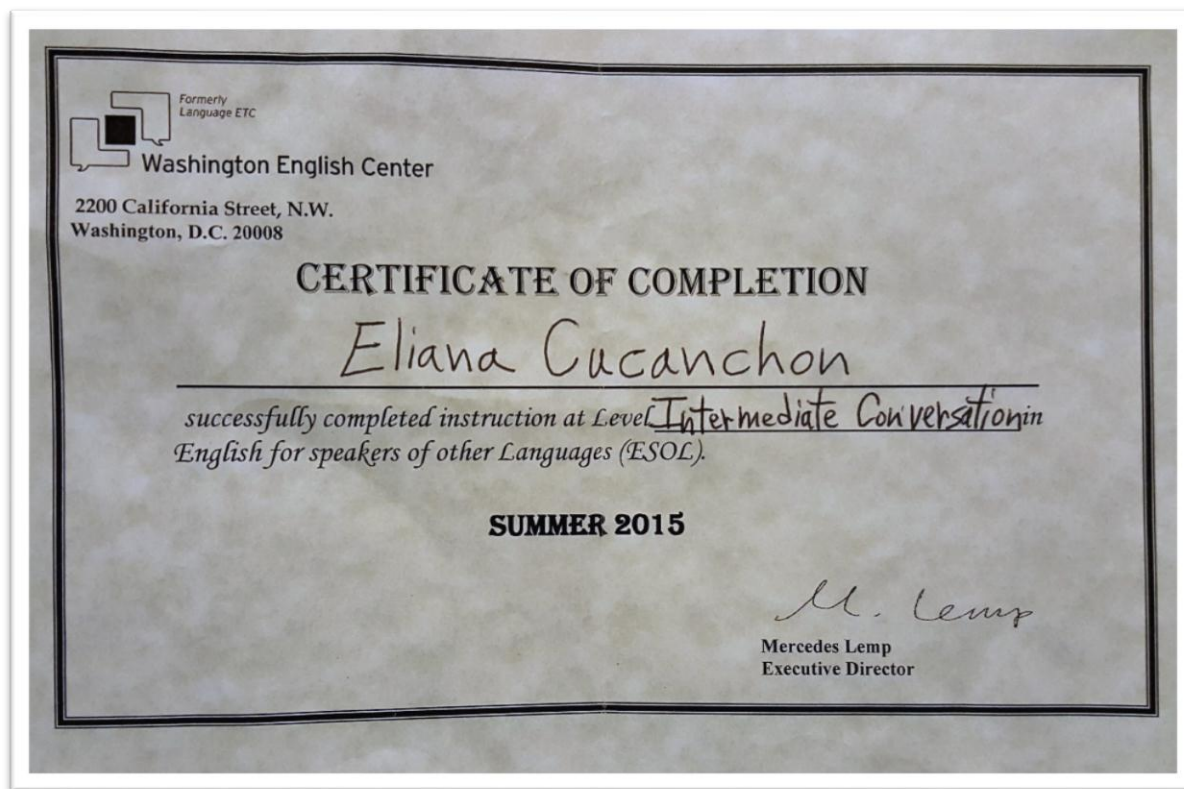 Formerly
Language ETC
Washington English Center
2200 California Street, N.W.
Washington, D.C. 20008
CERTIFICATE OF COMPLETION
Eliana Cucanchon
successfully completed instruction at Level Intermediate Conversation in
English for speakers of other Languages (ESOL).
SUMMER 2015
M. Lemp
Mercedes Lemp
Executive Director